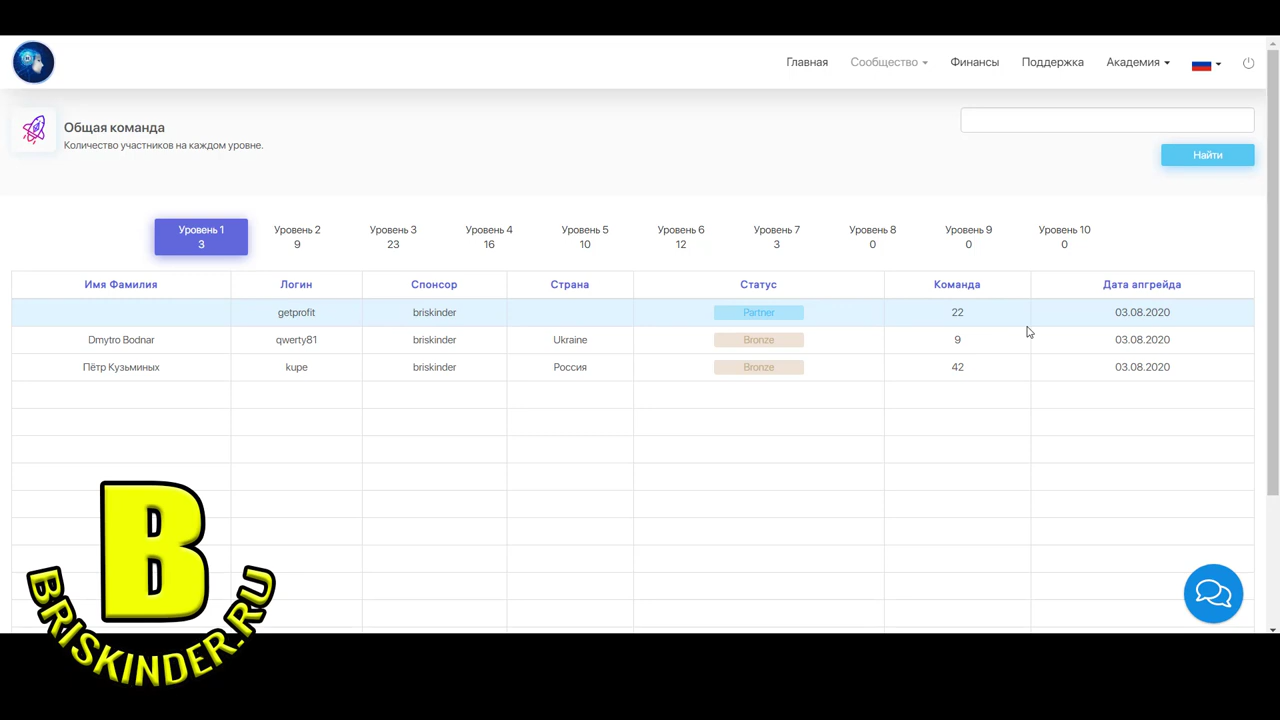 Главная Сообщество Финансы Поддержка Академия
Общая команда
Количество участников на каждом уровне.
Найти
Уровень 1 Уровень 2 Уровень 3 Уровень 4 Уровень 5 Уровень 6 Уровень 7 Уровень 8 Уровень 9 Уровень 10
3 9 23 16 10 12 3 0 0 0
Имя Фамилия Логин Спонсор Страна Статус Команда Дата апгрейда
getprofit briskinder Partner 22 03.08.2020
Dmytro Bodnar qwerty81 briskinder Ukraine Bronze 9 03.08.2020
Пётр Кузьминых kupe briskinder Россия Bronze 42 03.08.2020
B
BRISKINDER.RU